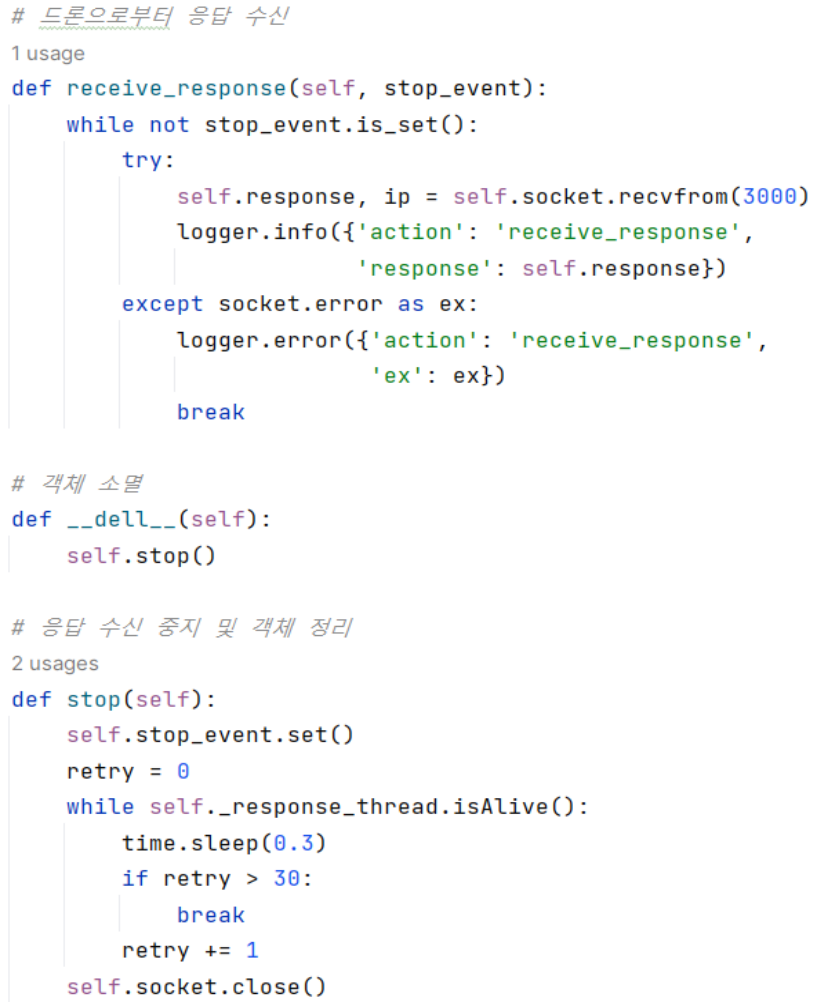 # 드론으로부터 응답 수신
1 usage
def receive_response(self, stop_event):
    while not stop_event.is_set():
        try:
            self.response, ip = self.socket.recvfrom(3000)
            logger.info({'action': 'receive_response',
                        'response': self.response})
        except socket.error as ex:
            logger.error({'action': 'receive_response',
                         'ex': ex})
            break
# 객체 소멸
def __dell__(self):
    self.stop()
# 응답 수신 중지 및 객체 정리
2 usages
def stop(self):
    self.stop_event.set()
    retry = 0
    while self._response_thread.isAlive():
        time.sleep(0.3)
        if retry > 30:
            break
        retry += 1
    self.socket.close()